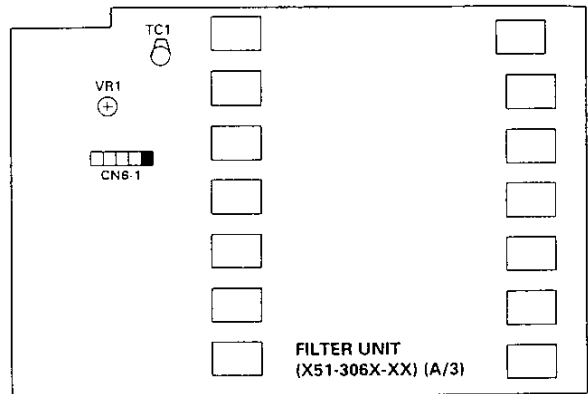 TC1
VR1
CN6-1
FILTER UNIT
(X51-306X-XX) (A/3)